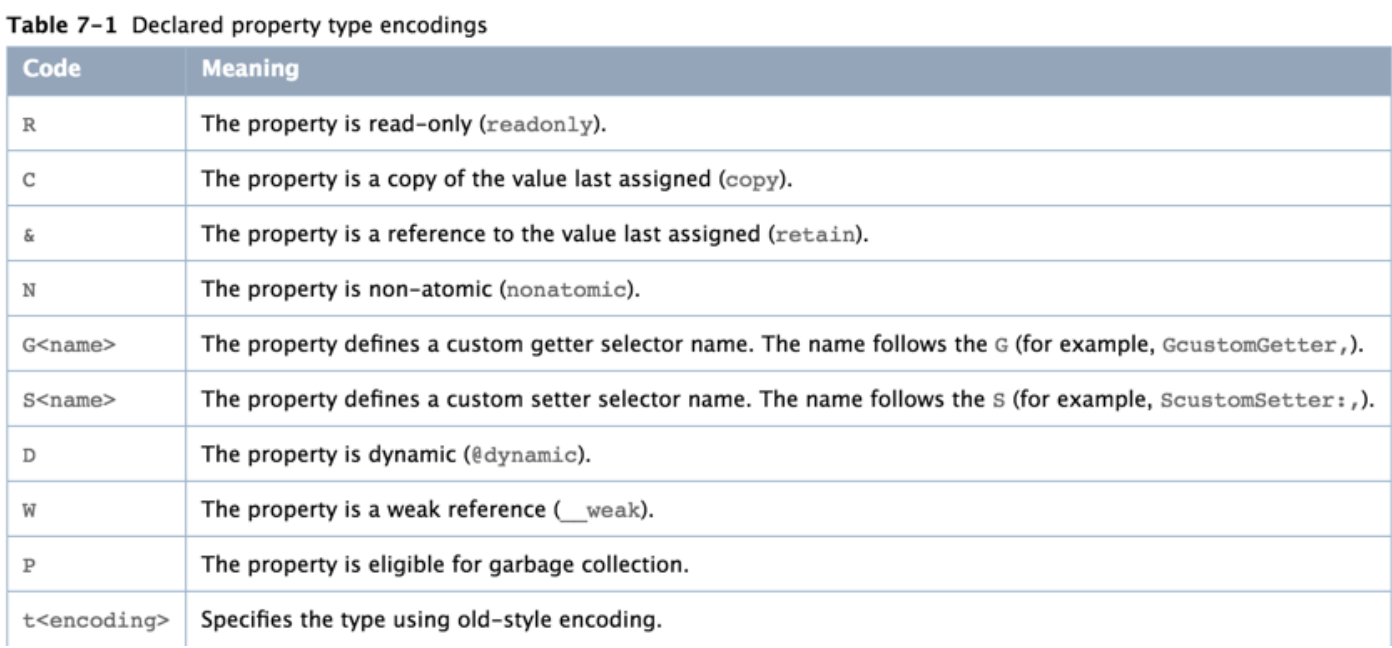 Table 7-1 Declared property type encodings
Code Meaning
R The property is read-only (readonly).
C The property is a copy of the value last assigned (copy).
& The property is a reference to the value last assigned (retain).
N The property is non-atomic (nonatomic).
G<name> The property defines a custom getter selector name. The name follows the G (for example, GcustomGetter,).
S<name> The property defines a custom setter selector name. The name follows the S (for example, ScustomSetter:,).
D The property is dynamic (@dynamic).
W The property is a weak reference (__weak).
P The property is eligible for garbage collection.
t<encoding> Specifies the type using old-style encoding.